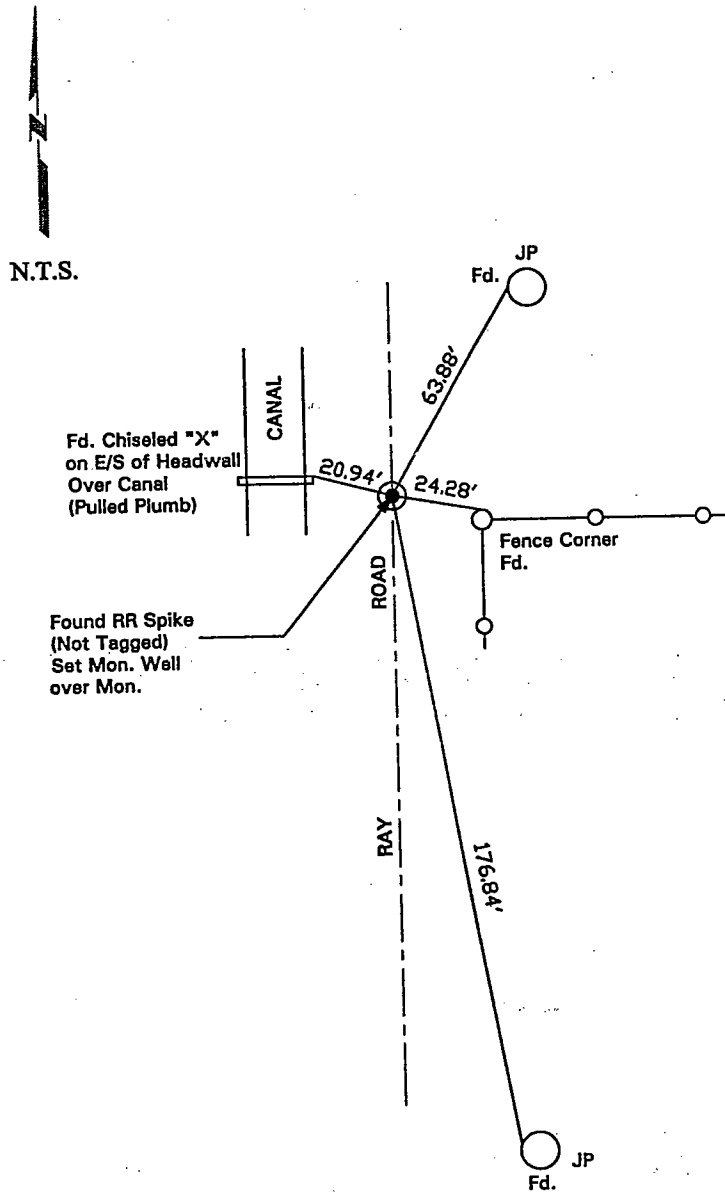 N
N.T.S.
JP
Fd.
63.88'
CANAL
Fd. Chiseled "X"
on E/S of Headwall
Over Canal
(Pulled Plumb)
20.94'
24.28'
Fence Corner
Fd.
ROAD
Found RR Spike
(Not Tagged)
Set Mon. Well
over Mon.
RAY
176.84'
JP
Fd.